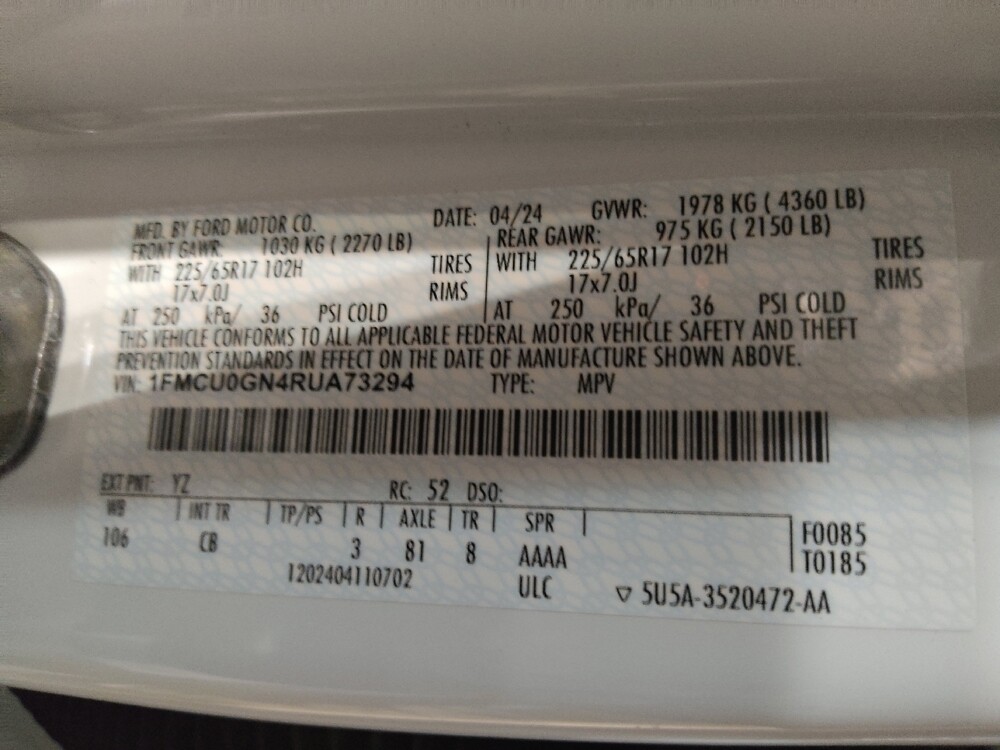 MFD. BY FORD MOTOR CO. DATE: 04/24 GVWR: 1978 KG ( 4360 LB)
FRONT GAWR: 1030 KG ( 2270 LB) REAR GAWR: 975 KG ( 2150 LB)
WITH 225/65R17 102H TIRES WITH 225/65R17 102H TIRES
17x7.0J RIMS 17x7.0J RIMS
AT 250 kPa/ 36 PSI COLD AT 250 kPa/ 36 PSI COLD
THIS VEHICLE CONFORMS TO ALL APPLICABLE FEDERAL MOTOR VEHICLE SAFETY AND THEFT
PREVENTION STANDARDS IN EFFECT ON THE DATE OF MANUFACTURE SHOWN ABOVE.
VIN: 1FMCU0GN4RUA73294 TYPE: MPV
EXT PNT: YZ RC: 52 DSO:
WB INT TR TP/PS R AXLE TR SPR F0085
106 CB 3 81 8 AAAA T0185
1202404110702 ULC ▽ 5U5A-3520472-AA